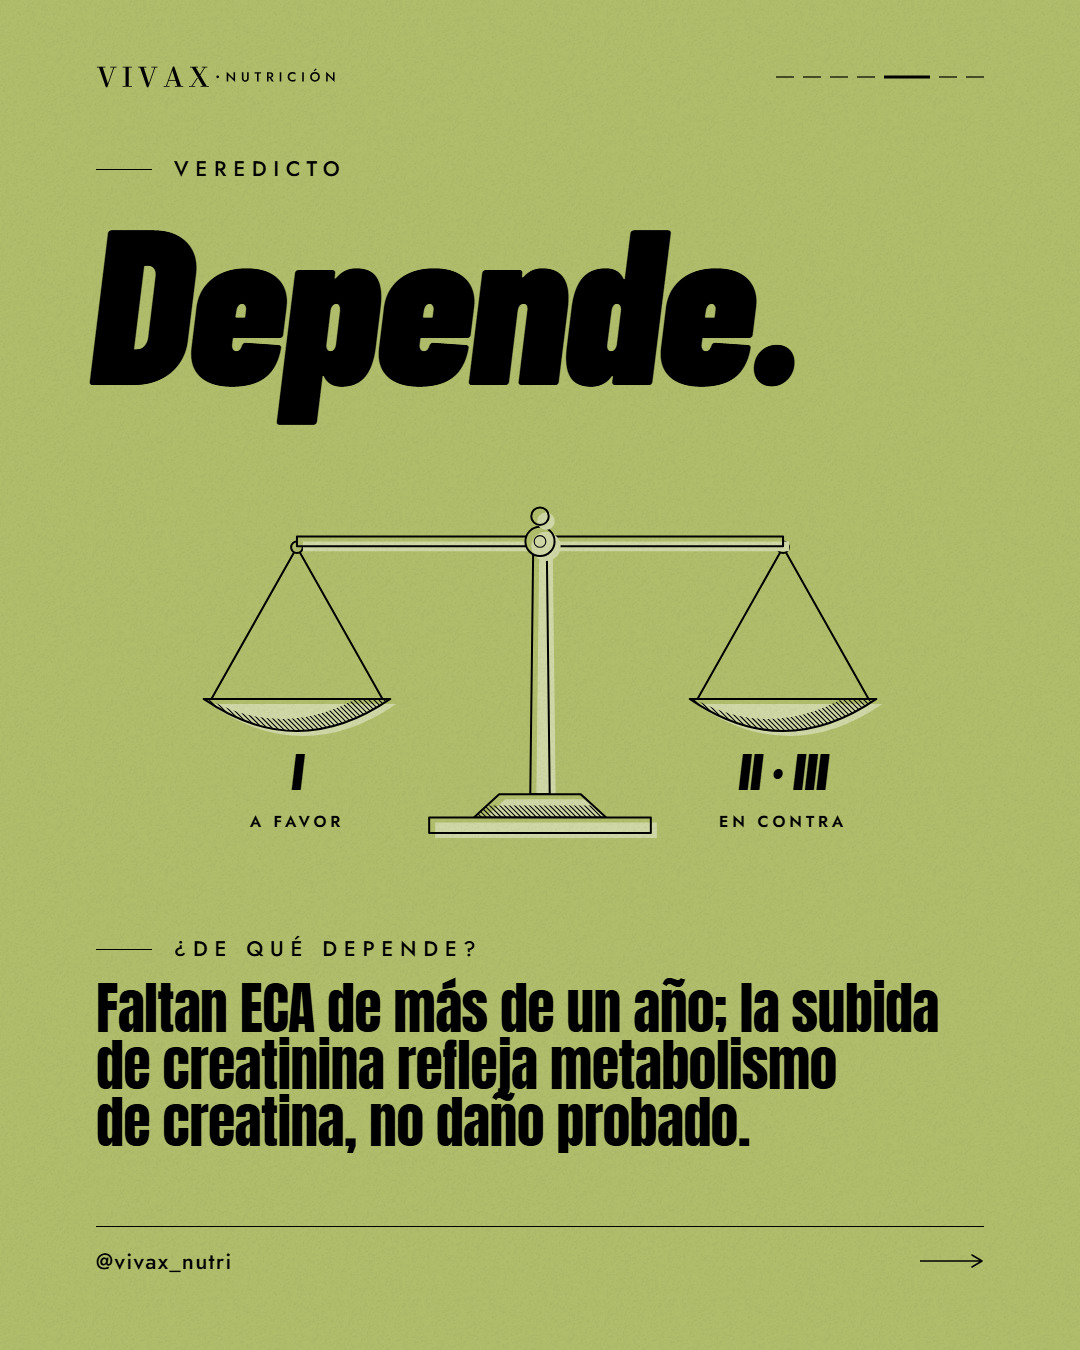 VIVAX·NUTRICIÓN
VEREDICTO
Depende.
I
II · III
A FAVOR
EN CONTRA
¿DE QUÉ DEPENDE?
Faltan ECA de más de un año; la subida
de creatinina refleja metabolismo
de creatina, no daño probado.
@vivax_nutri